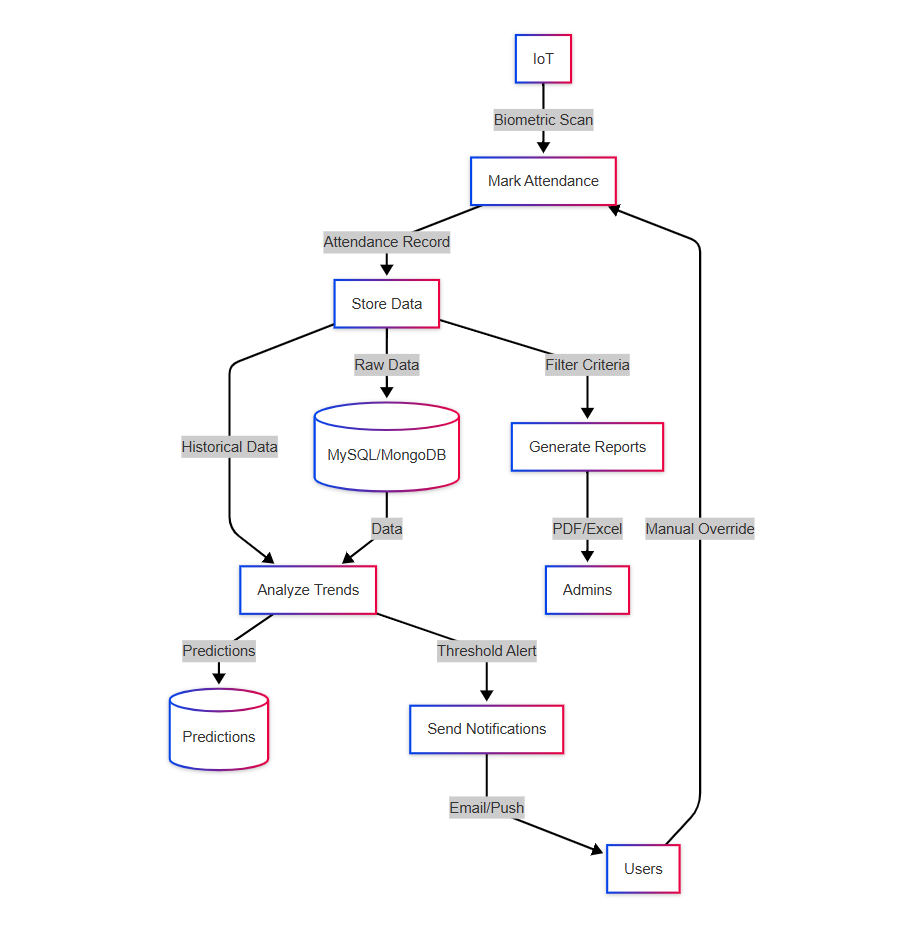 IoT
Biometric Scan
Mark Attendance
Attendance Record
Store Data
Raw Data
Filter Criteria
Historical Data
MySQL/MongoDB
Generate Reports
Data
PDF/Excel
Manual Override
Analyze Trends
Admins
Predictions
Threshold Alert
Predictions
Send Notifications
Email/Push
Users